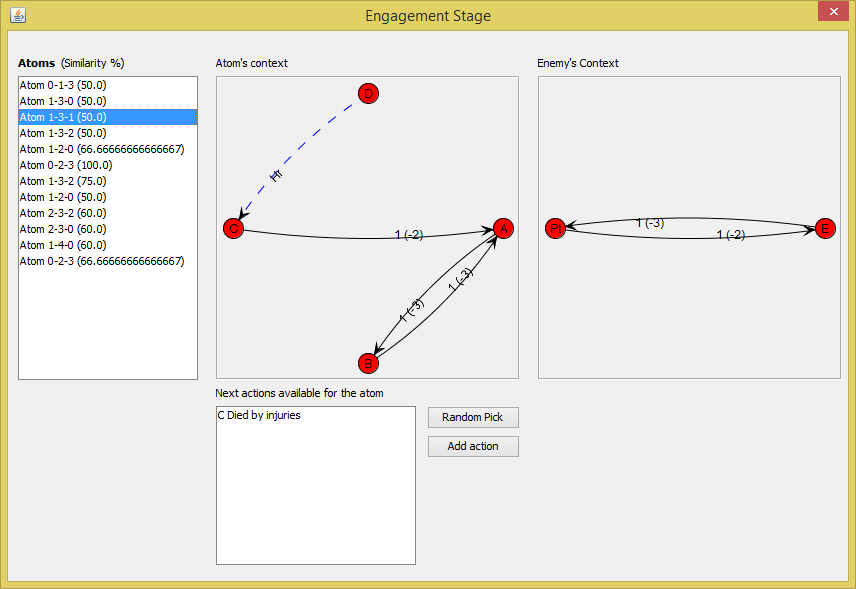 Engagement Stage
Atoms (Similarity %)
Atom 0-1-3 (50.0)
Atom 1-3-0 (50.0)
Atom 1-3-1 (50.0)
Atom 1-3-2 (50.0)
Atom 1-2-0 (66.66666666666667)
Atom 0-2-3 (100.0)
Atom 1-3-2 (75.0)
Atom 1-2-0 (50.0)
Atom 2-3-2 (60.0)
Atom 2-3-0 (60.0)
Atom 1-4-0 (60.0)
Atom 0-2-3 (66.66666666666667)
Atom's context
D
Hr
C
1 (-2)
A
1 (-3)
1 (-3)
B
Enemy's Context
1 (-3)
Pt
1 (-2)
E
Next actions available for the atom
C Died by injuries
Random Pick
Add action